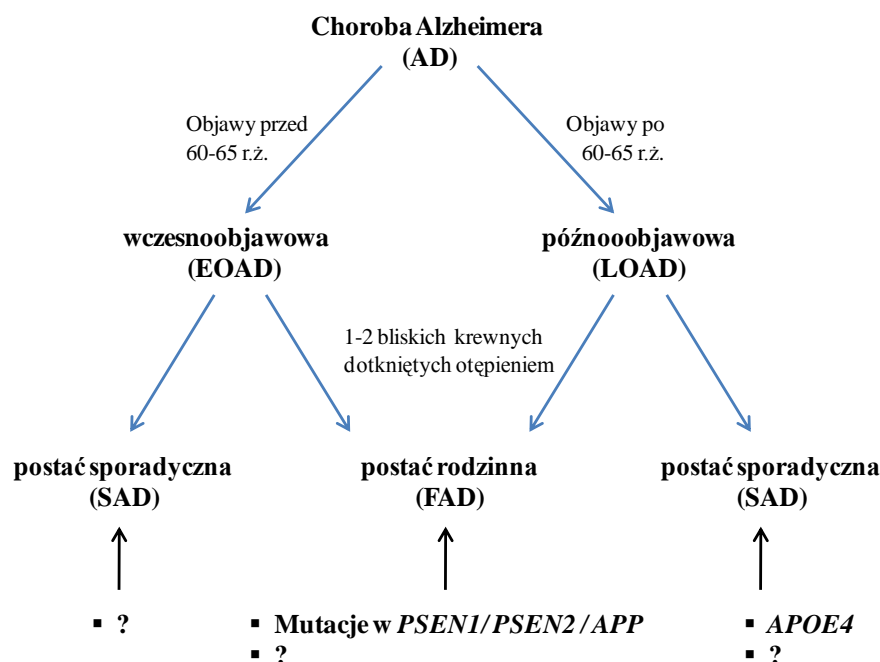 Choroba Alzheimera
(AD)
Objawy przed
60-65 r.ż.
Objawy po
60-65 r.ż.
wczesnoobjawowa
(EOAD)
późnooobjawowa
(LOAD)
1-2 bliskich krewnych
dotkniętych otępieniem
postać sporadyczna
(SAD)
postać rodzinna
(FAD)
postać sporadyczna
(SAD)
▪ ?
▪ Mutacje w PSEN1/PSEN2/APP
▪ ?
▪ APOE4
▪ ?